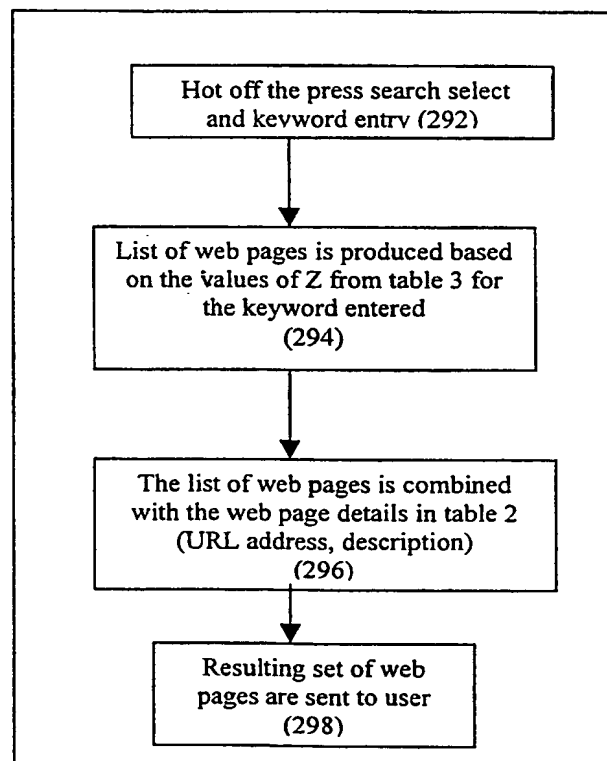 Hot off the press search select
and keyword entry (292)
List of web pages is produced based
on the values of Z from table 3 for
the keyword entered
(294)
The list of web pages is combined
with the web page details in table 2
(URL address, description)
(296)
Resulting set of web
pages are sent to user
(298)